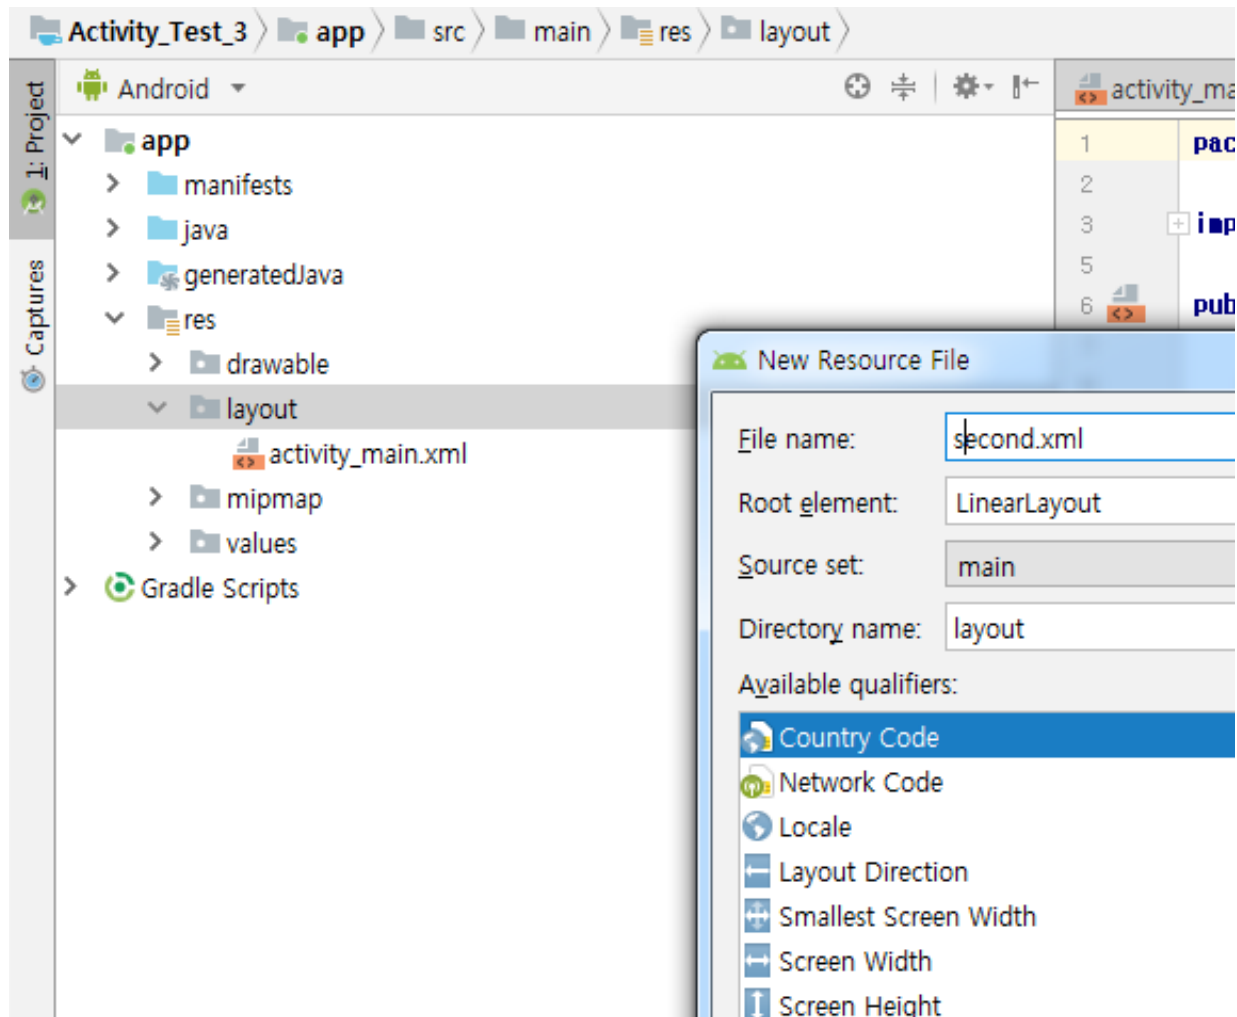 Activity_Test_3 app src main res layout
1: Project
Captures
Android
app
manifests
java
generatedJava
res
drawable
layout
activity_main.xml
mipmap
values
Gradle Scripts
activity_ma
1 pac
2
3 imp
5
6 pub
New Resource File
File name: second.xml
Root element: LinearLayout
Source set: main
Directory name: layout
Available qualifiers:
Country Code
Network Code
Locale
Layout Direction
Smallest Screen Width
Screen Width
Screen Height